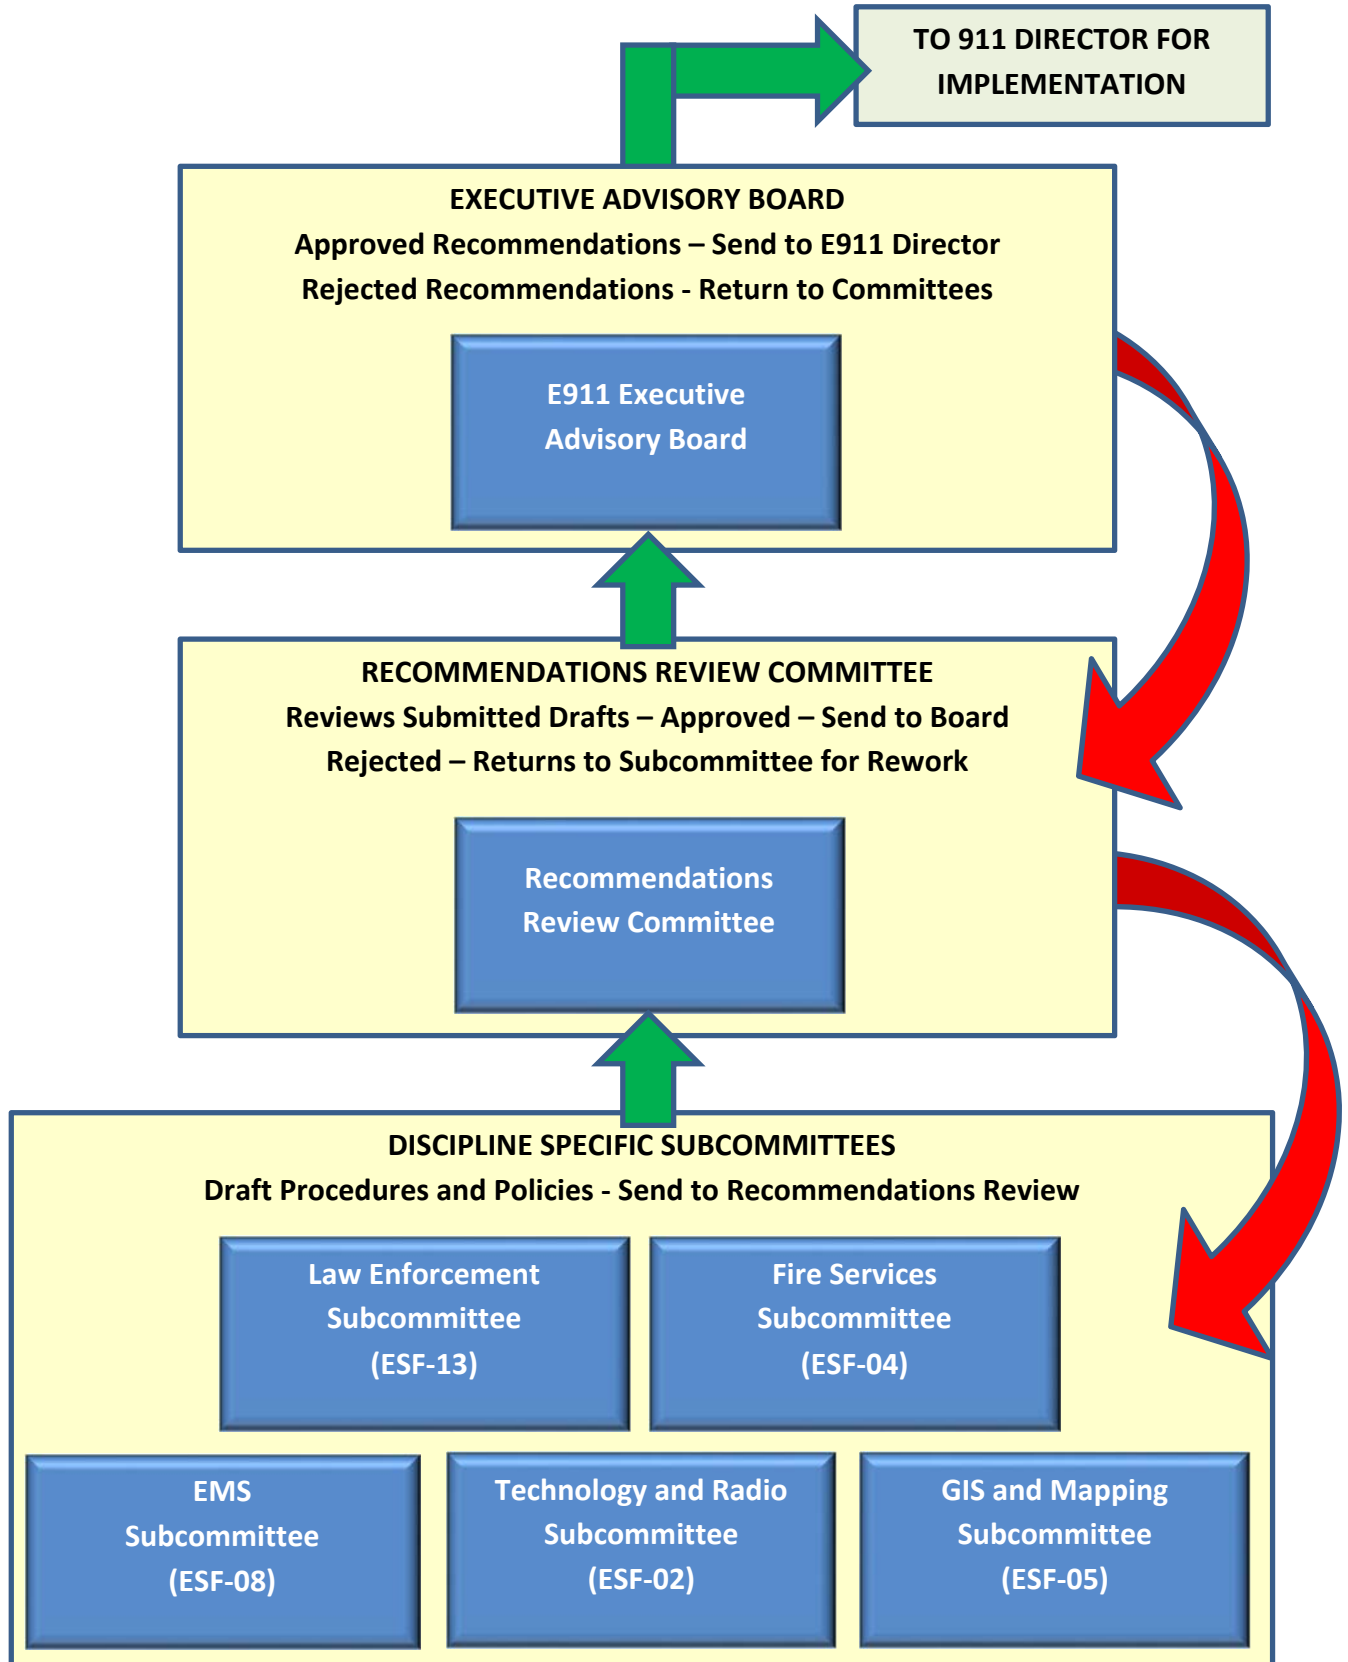 TO 911 DIRECTOR FOR
IMPLEMENTATION
EXECUTIVE ADVISORY BOARD
Approved Recommendations – Send to E911 Director
Rejected Recommendations - Return to Committees
E911 Executive
Advisory Board
RECOMMENDATIONS REVIEW COMMITTEE
Reviews Submitted Drafts – Approved – Send to Board
Rejected – Returns to Subcommittee for Rework
Recommendations
Review Committee
DISCIPLINE SPECIFIC SUBCOMMITTEES
Draft Procedures and Policies - Send to Recommendations Review
Law Enforcement
Subcommittee
(ESF-13)
Fire Services
Subcommittee
(ESF-04)
EMS
Subcommittee
(ESF-08)
Technology and Radio
Subcommittee
(ESF-02)
GIS and Mapping
Subcommittee
(ESF-05)